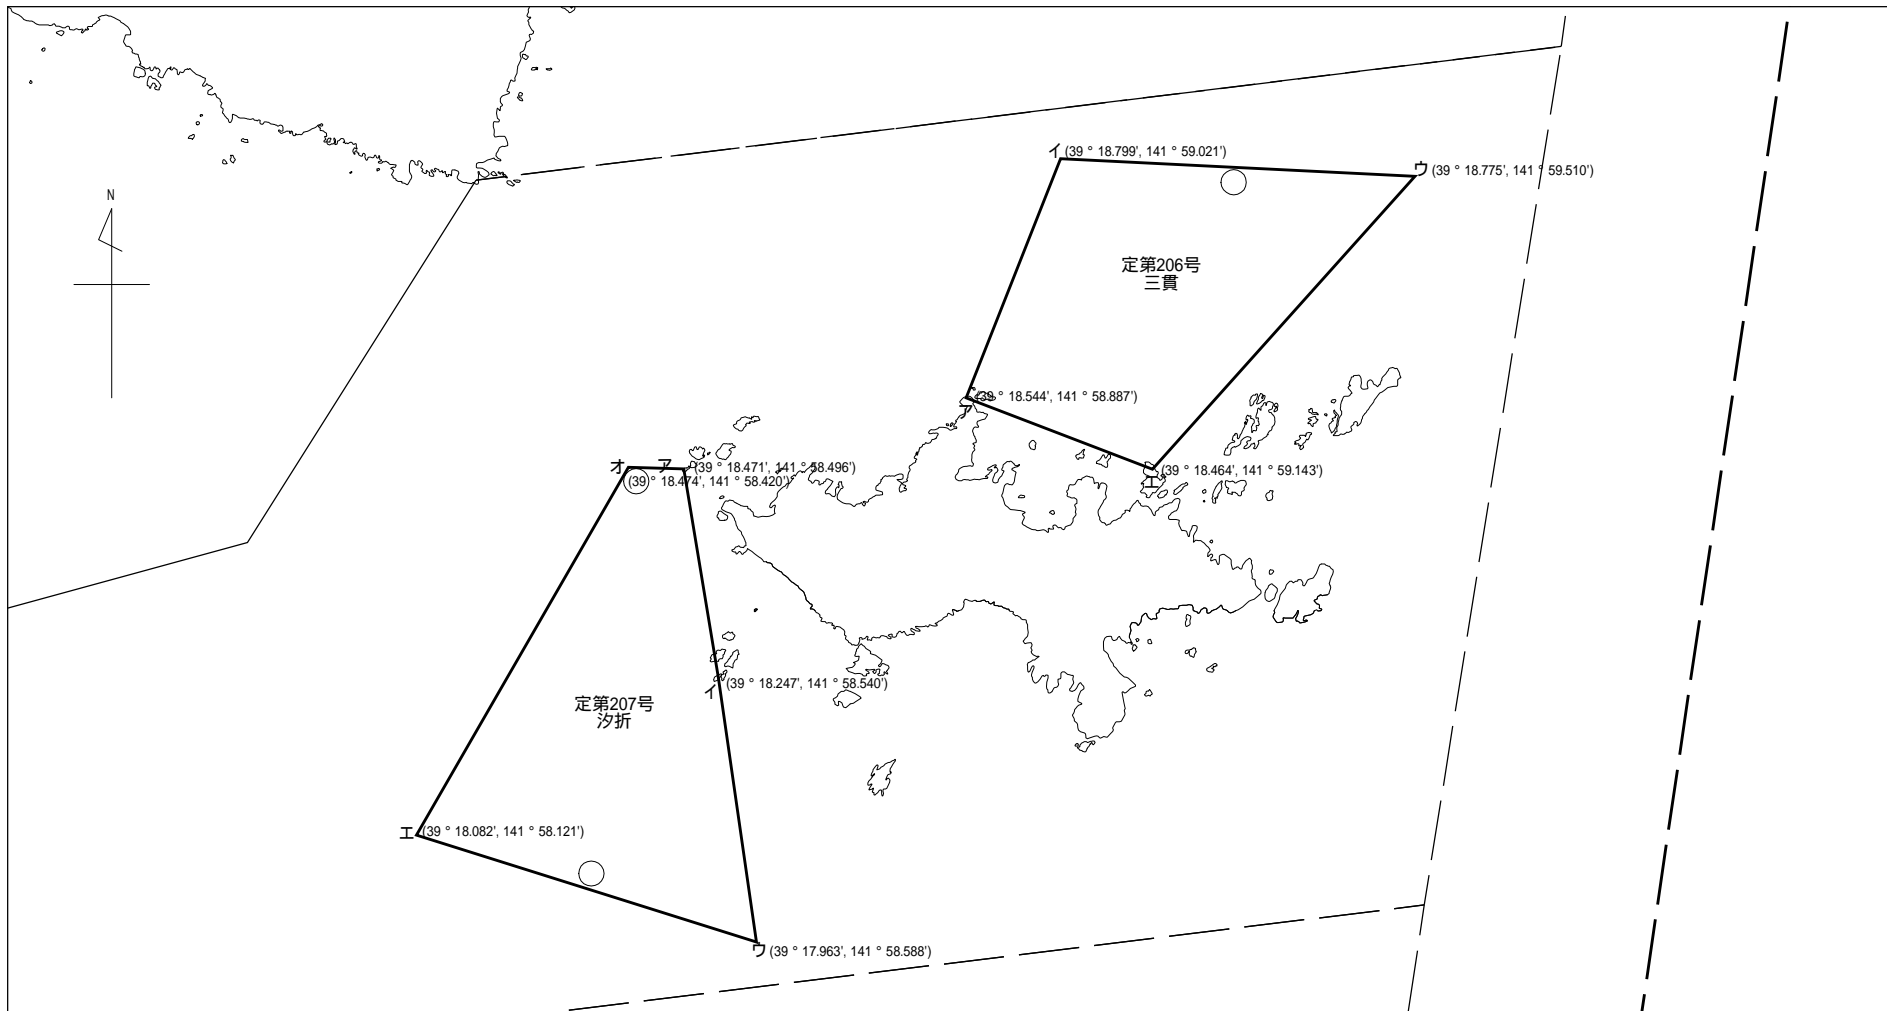 N
イ (39 ° 18.799', 141 ° 59.021')
ウ (39 ° 18.775', 141 ° 59.510')
定第206号
三貫
(39 ° 18.544', 141 ° 58.887')
ア
オ
ア (39 ° 18.471', 141 ° 58.496')
(39 ° 18.474', 141 ° 58.420')
(39 ° 18.464', 141 ° 59.143')
エ
(39 ° 18.247', 141 ° 58.540')
イ
定第207号
汐折
エ (39 ° 18.082', 141 ° 58.121')
ウ (39 ° 17.963', 141 ° 58.588')